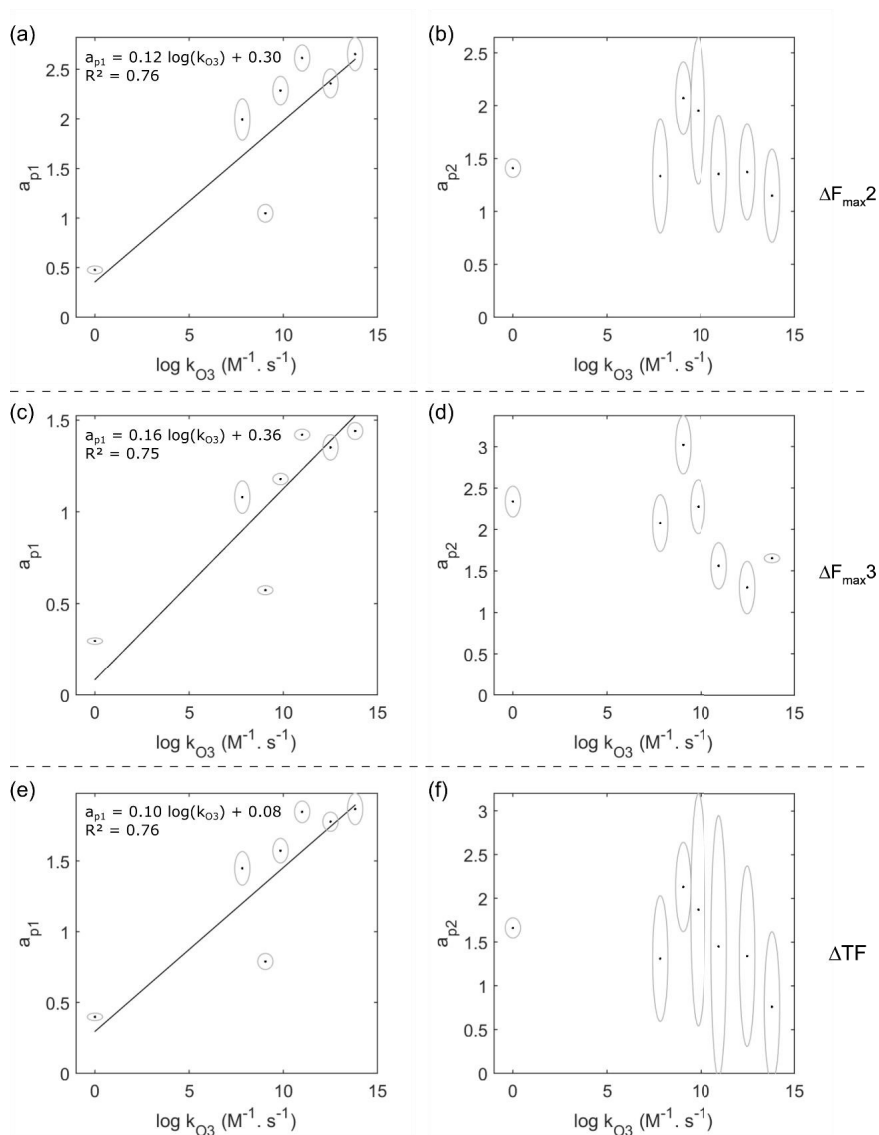 (a)
a_p1 = 0.12 log(k_O3) + 0.30
R² = 0.76
2.5
2
1.5
1
0.5
0
a_p1
0 5 10 15
log k_O3 (M⁻¹ . s⁻¹)
(b)
2.5
2
1.5
1
0.5
0
a_p2
0 5 10 15
log k_O3 (M⁻¹ . s⁻¹)
ΔF_max2
(c)
a_p1 = 0.16 log(k_O3) + 0.36
R² = 0.75
1.5
1
0.5
0
a_p1
0 5 10 15
log k_O3 (M⁻¹ . s⁻¹)
(d)
3
2.5
2
1.5
1
0.5
0
a_p2
0 5 10 15
log k_O3 (M⁻¹ . s⁻¹)
ΔF_max3
(e)
a_p1 = 0.10 log(k_O3) + 0.08
R² = 0.76
1.5
1
0.5
0
a_p1
0 5 10 15
log k_O3 (M⁻¹ . s⁻¹)
(f)
3
2.5
2
1.5
1
0.5
0
a_p2
0 5 10 15
log k_O3 (M⁻¹ . s⁻¹)
ΔTF